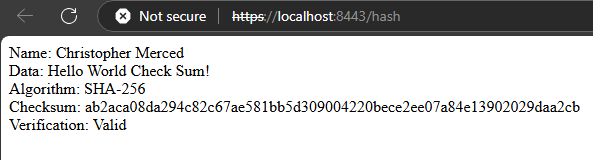 Not secure https://localhost:8443/hash
Name: Christopher Merced
Data: Hello World Check Sum!
Algorithm: SHA-256
Checksum: ab2aca08da294c82c67ae581bb5d309004220bece2ee07a84e13902029daa2cb
Verification: Valid